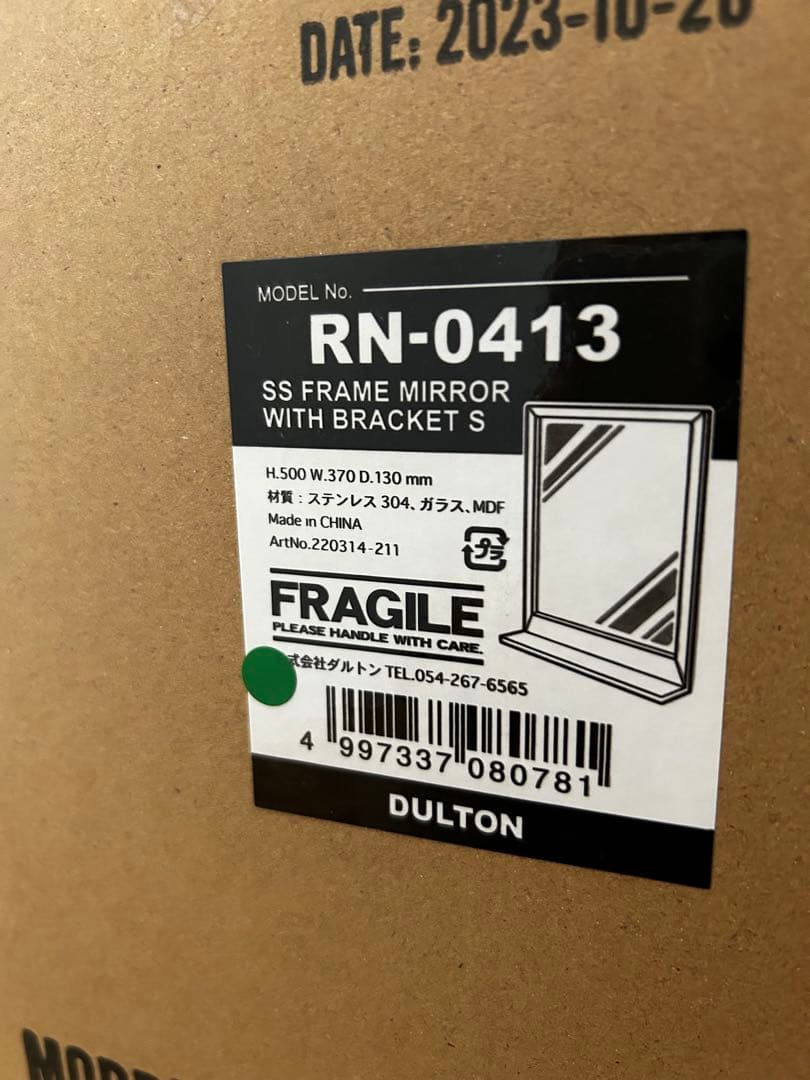 DATE: 2023-10-26
MODEL No.
RN-0413
SS FRAME MIRROR
WITH BRACKET S
H.500 W.370 D.130 mm
材質 : ステンレス 304、ガラス、MDF
Made in CHINA
ArtNo.220314-211
プラ
FRAGILE
PLEASE HANDLE WITH CARE.
式会社ダルトン TEL.054-267-6565
4 997337 080781
DULTON